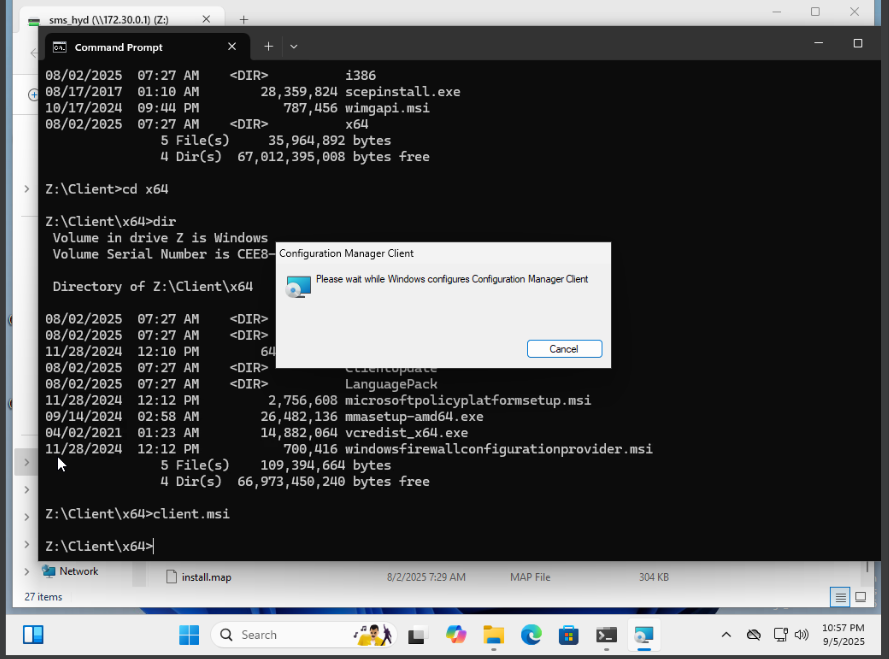 sms_hyd (\\172.30.0.1) (Z:)
Command Prompt
08/02/2025  07:27 AM    <DIR>          i386
08/17/2017  01:10 AM        28,359,824 scepinstall.exe
10/17/2024  09:44 PM           787,456 wimgapi.msi
08/02/2025  07:27 AM    <DIR>          x64
5 File(s)     35,964,892 bytes
4 Dir(s)  67,012,395,008 bytes free
Z:\Client>cd x64
Z:\Client\x64>dir
Volume in drive Z is Windows
Volume Serial Number is CEE8-
Directory of Z:\Client\x64
Configuration Manager Client
Please wait while Windows configures Configuration Manager Client
Cancel
08/02/2025  07:27 AM    <DIR>
08/02/2025  07:27 AM    <DIR>
11/28/2024  12:10 PM        64
08/02/2025  07:27 AM    <DIR>          ClientUpdate
08/02/2025  07:27 AM    <DIR>          LanguagePack
11/28/2024  12:12 PM         2,756,608 microsoftpolicyplatformsetup.msi
09/14/2024  02:58 AM        26,482,136 mmasetup-amd64.exe
04/02/2021  01:23 AM        14,882,064 vcredist_x64.exe
11/28/2024  12:12 PM           700,416 windowsfirewallconfigurationprovider.msi
5 File(s)    109,394,664 bytes
4 Dir(s)  66,973,450,240 bytes free
Z:\Client\x64>client.msi
Z:\Client\x64>
Network
install.map 8/2/2025 7:29 AM MAP File 304 KB
27 items
Search
10:57 PM
9/5/2025